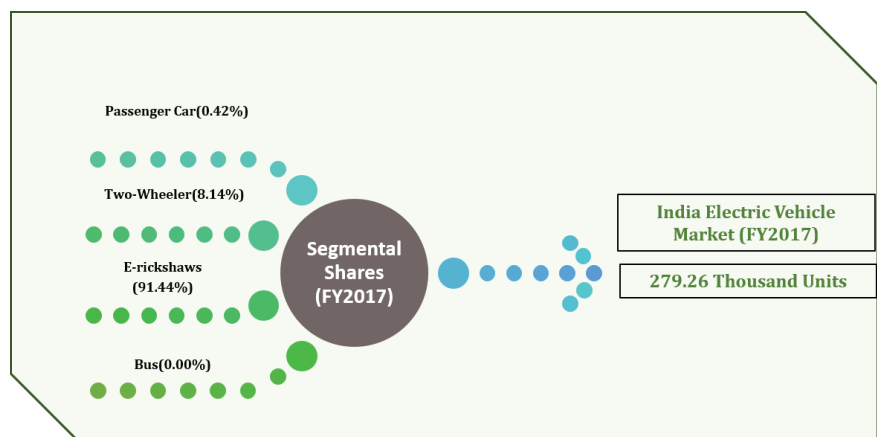 Passenger Car(0.42%)
Two-Wheeler(8.14%)
E-rickshaws
(91.44%)
Bus(0.00%)
Segmental
Shares
(FY2017)
India Electric Vehicle
Market (FY2017)
279.26 Thousand Units